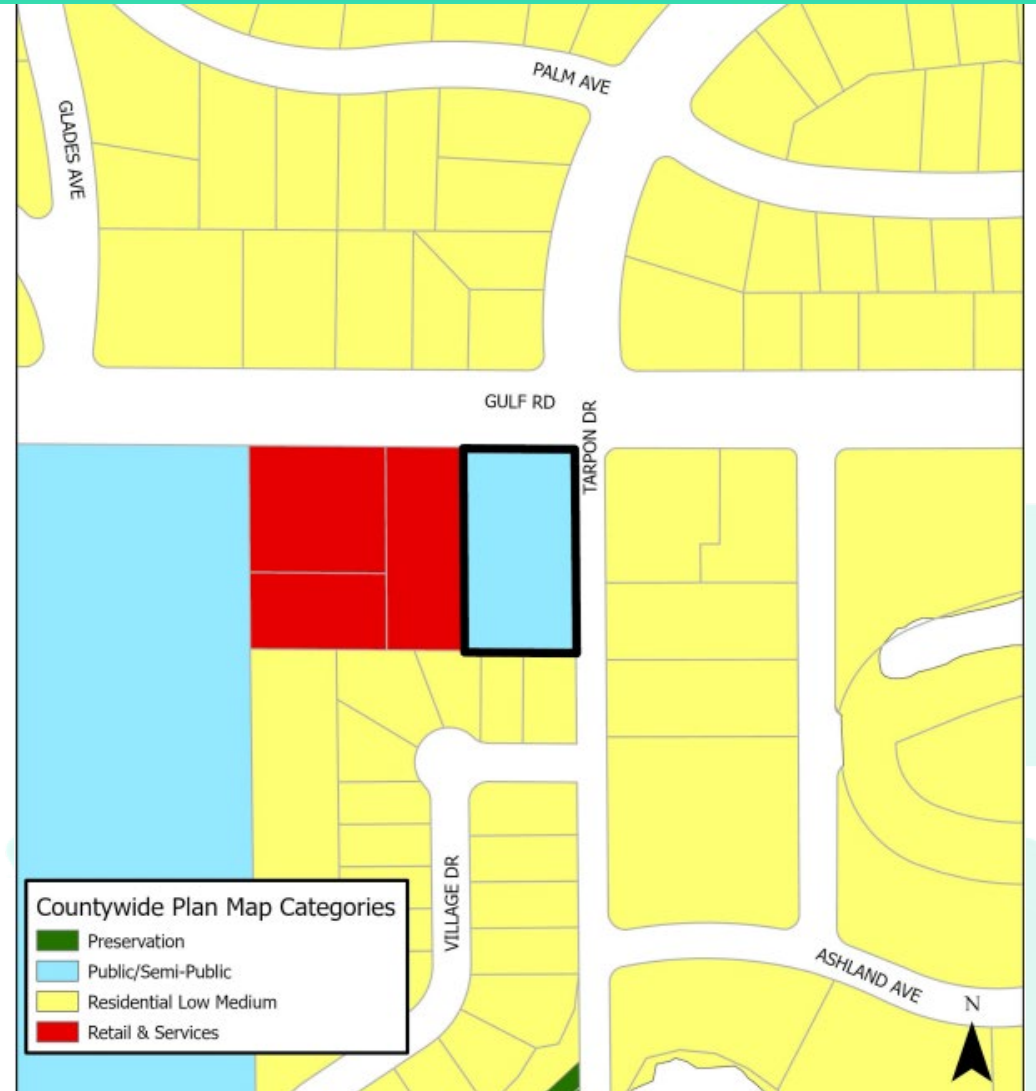 PALM AVE
GLADES AVE
GULF RD
TARPON DR
VILLAGE DR
Countywide Plan Map Categories
Preservation
Public/Semi-Public
Residential Low Medium
Retail & Services
ASHLAND AVE
N